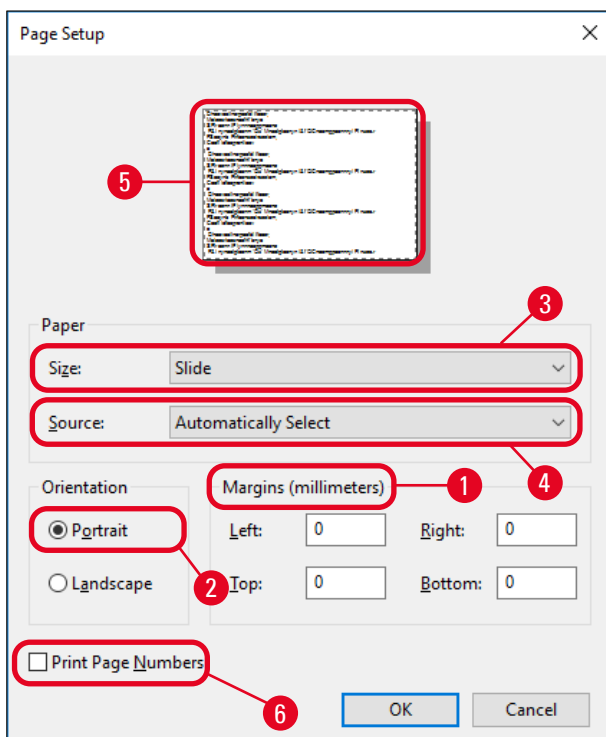 Page Setup
5
3
Paper
Size: Slide
Source: Automatically Select
4
Orientation
Margins (millimeters) 1
Portrait
Left: 0 Right: 0
2
Landscape
Top: 0 Bottom: 0
Print Page Numbers
6
OK Cancel